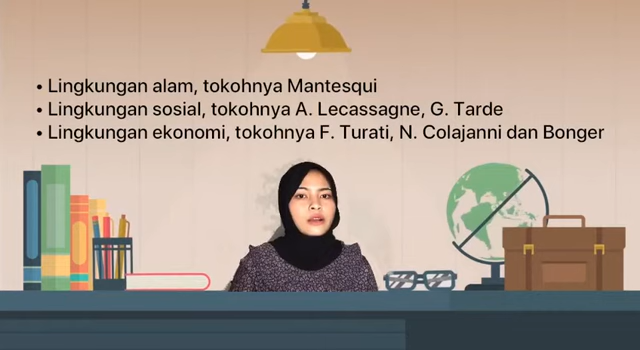 • Lingkungan alam, tokohnya Mantesqui
• Lingkungan sosial, tokohnya A. Lecassagne, G. Tarde
• Lingkungan ekonomi, tokohnya F. Turati, N. Colajanni dan Bonger